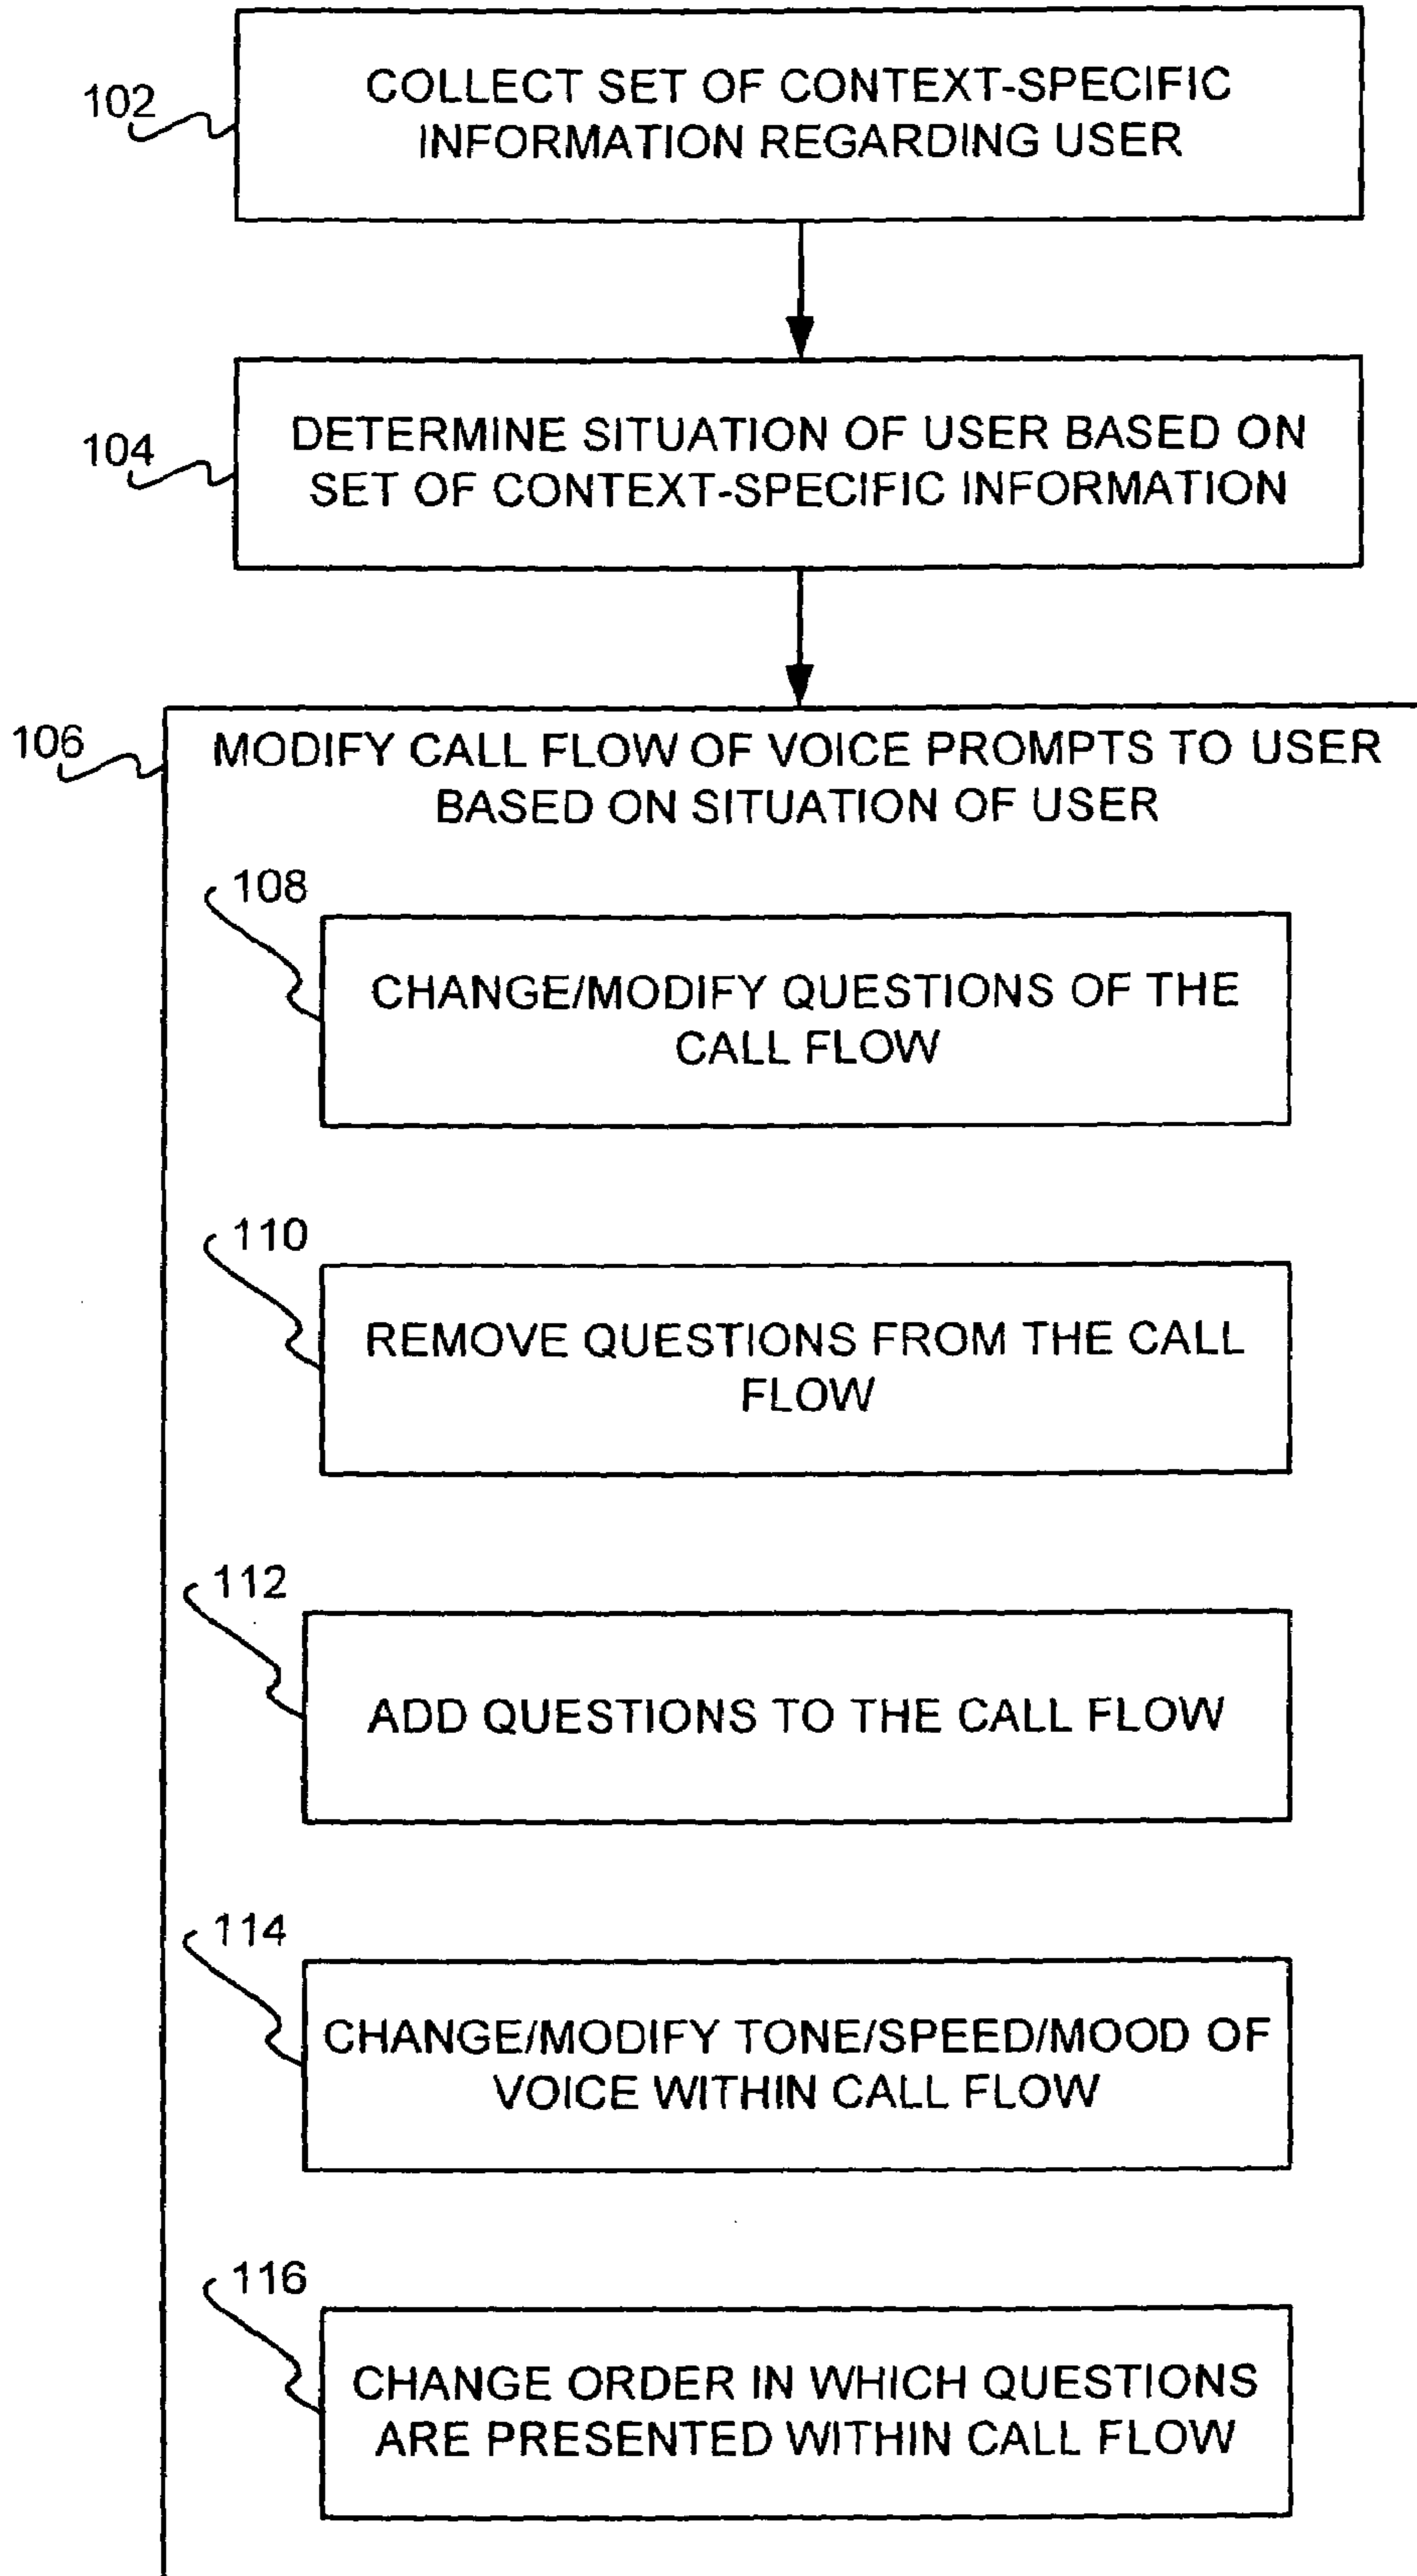 102
COLLECT SET OF CONTEXT-SPECIFIC
INFORMATION REGARDING USER
104
DETERMINE SITUATION OF USER BASED ON
SET OF CONTEXT-SPECIFIC INFORMATION
106
MODIFY CALL FLOW OF VOICE PROMPTS TO USER
BASED ON SITUATION OF USER
108
CHANGE/MODIFY QUESTIONS OF THE
CALL FLOW
110
REMOVE QUESTIONS FROM THE CALL
FLOW
112
ADD QUESTIONS TO THE CALL FLOW
114
CHANGE/MODIFY TONE/SPEED/MOOD OF
VOICE WITHIN CALL FLOW
116
CHANGE ORDER IN WHICH QUESTIONS
ARE PRESENTED WITHIN CALL FLOW